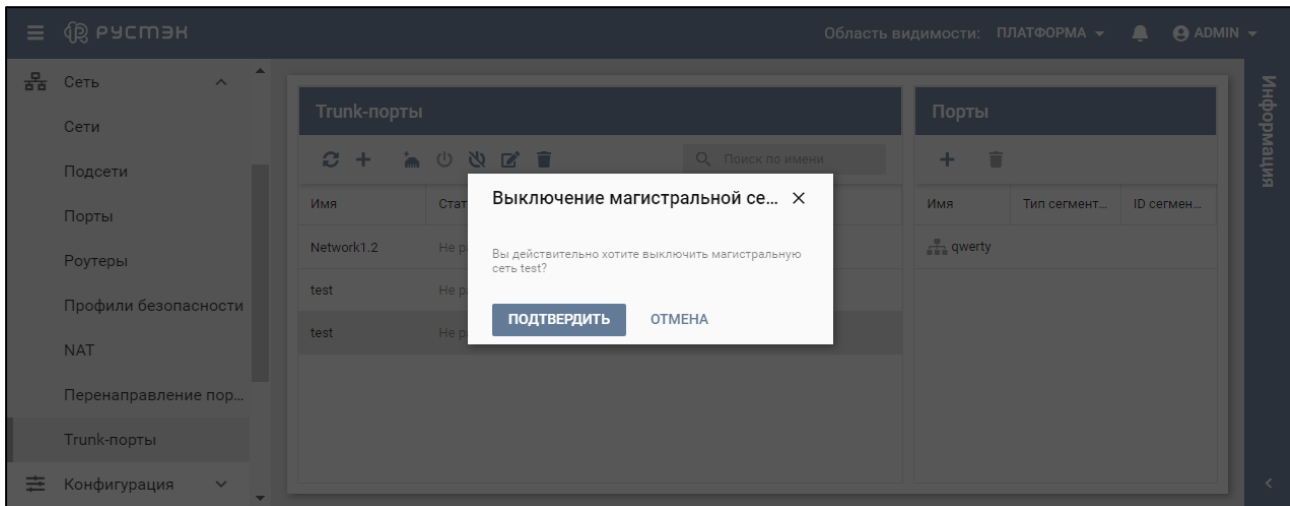 РУСТЭК
Область видимости: ПЛАТФОРМА
ADMIN
Сеть
Сети
Подсети
Порты
Роутеры
Профили безопасности
NAT
Перенаправление пор...
Trunk-порты
Конфигурация
Trunk-порты
Поиск по имени
Имя
Стат
Network1.2
Не р
test
Не р
test
Не р
Выключение магистральной се...
Вы действительно хотите выключить магистральную
сеть test?
ПОДТВЕРДИТЬ ОТМЕНА
Порты
Имя Тип сегмент... ID сегмен...
qwerty
Информация